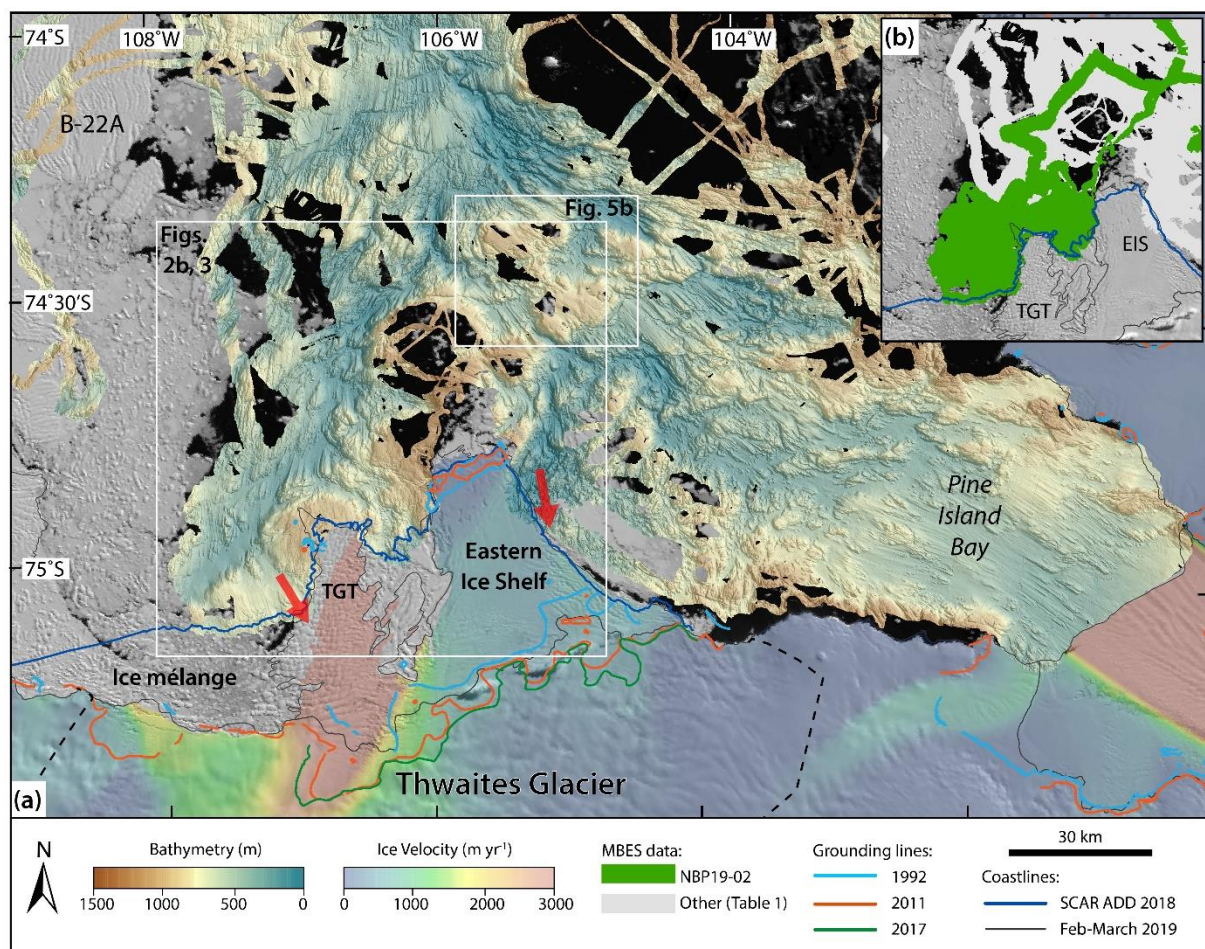 74°S
108°W
106°W
104°W
(b)
B-22A
EIS
TGT
Fig. 5b
Figs.
2b, 3
74°30'S
Pine
Island
Bay
Eastern
Ice Shelf
75°S
TGT
Ice mélange
Thwaites Glacier
(a)
N
Bathymetry (m)
1500 1000 500 0
Ice Velocity (m yr⁻¹)
0 1000 2000 3000
MBES data:
NBP19-02
Other (Table 1)
Grounding lines:
1992
2011
2017
30 km
Coastlines:
SCAR ADD 2018
Feb-March 2019